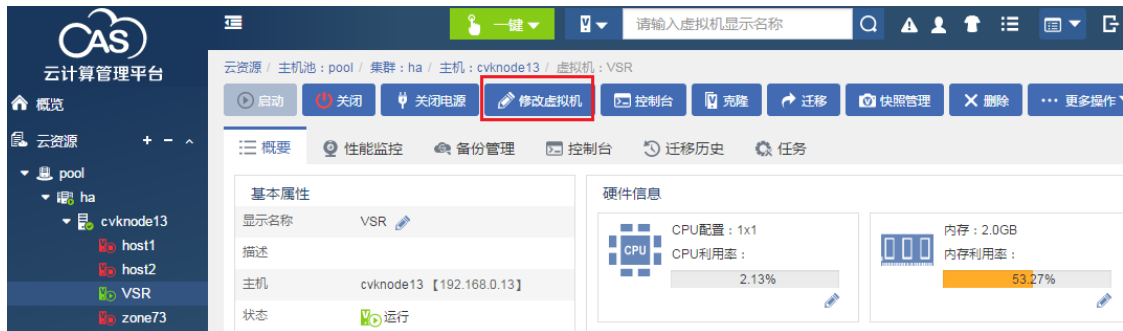 CAS
云计算管理平台
一键
请输入虚拟机显示名称
云资源 / 主机池：pool / 集群：ha / 主机：cvknode13 / 虚拟机：VSR
启动 关闭 关闭电源 修改虚拟机 控制台 克隆 迁移 快照管理 删除 更多操作
概览
云资源 + -
pool
ha
cvknode13
host1
host2
VSR
zone73
概要 性能监控 备份管理 控制台 迁移历史 任务
基本属性
显示名称 VSR
描述
主机 cvknode13【192.168.0.13】
状态 运行
硬件信息
CPU
CPU配置：1x1
CPU利用率：
2.13%
内存：2.0GB
内存利用率：
53.27%